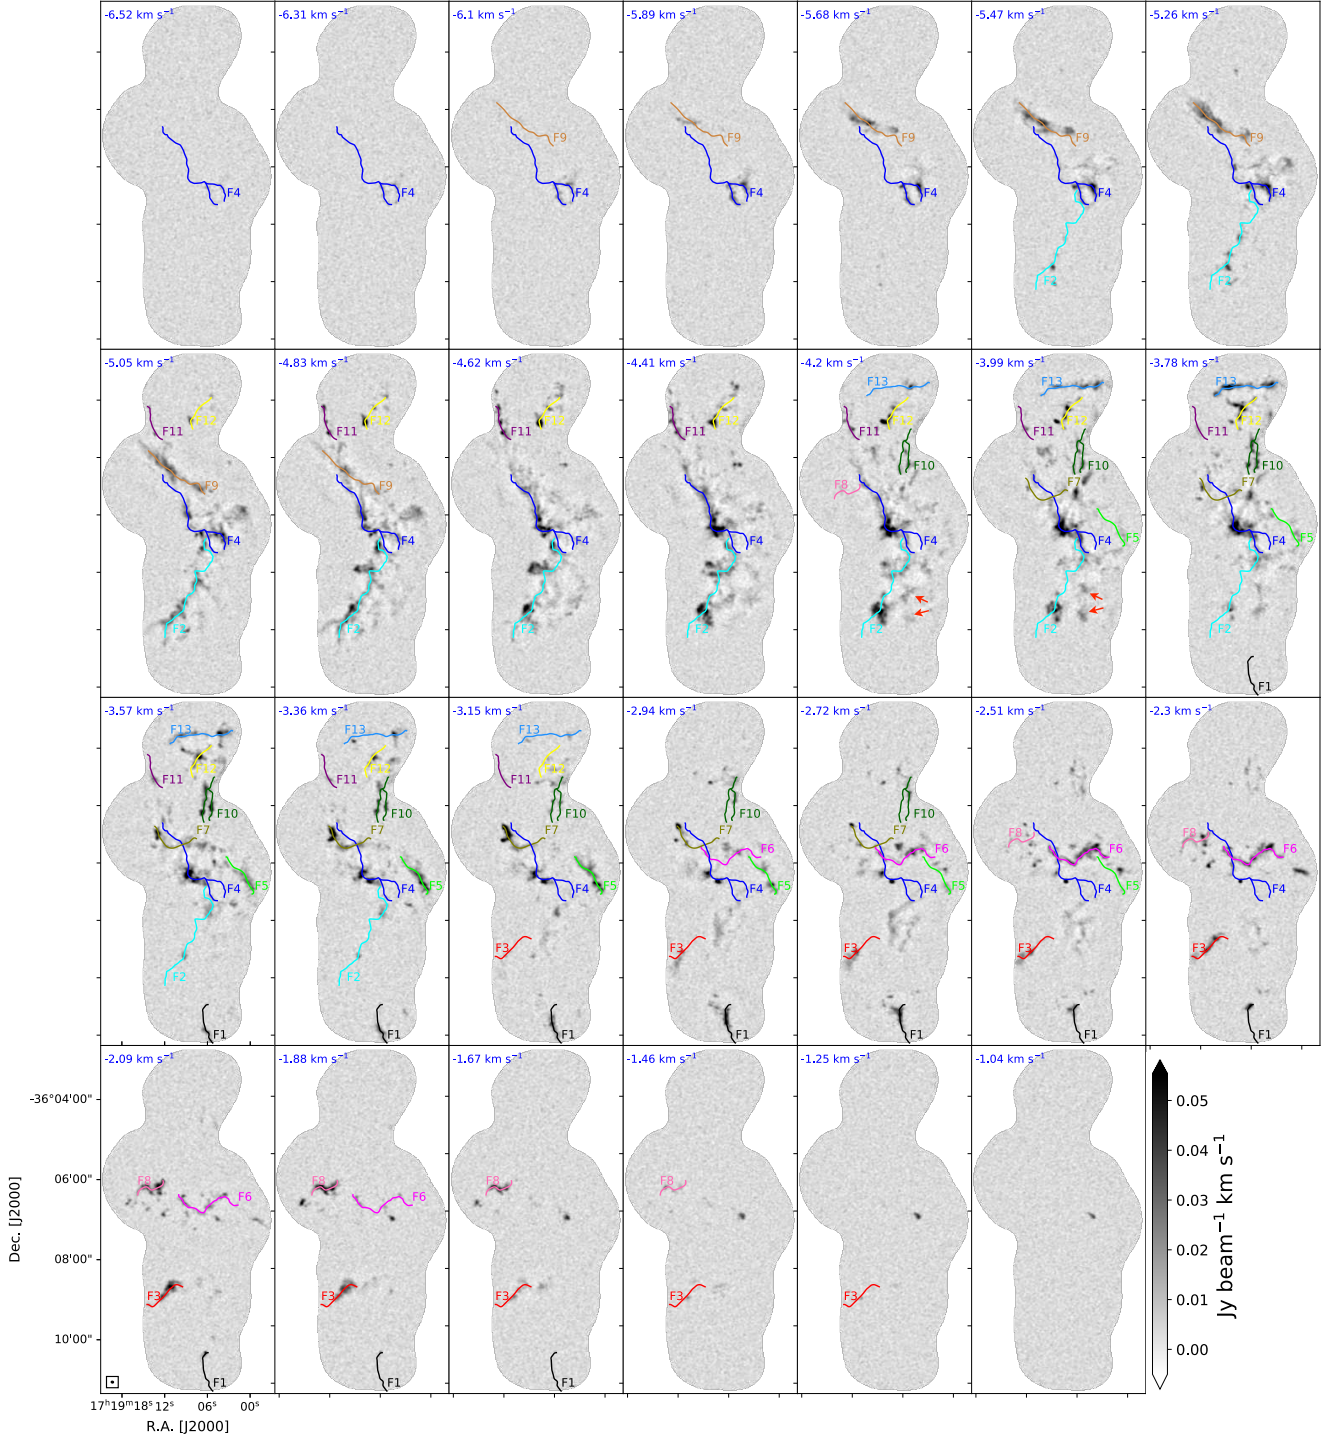 -6.52 km s⁻¹
F4
-6.31 km s⁻¹
F4
-6.1 km s⁻¹
F9
F4
-5.89 km s⁻¹
F9
F4
-5.68 km s⁻¹
F9
F4
-5.47 km s⁻¹
F9
F4
F2
-5.26 km s⁻¹
F9
F4
F2
-5.05 km s⁻¹
F12
F11
F9
F4
F2
-4.83 km s⁻¹
F12
F11
F9
F4
F2
-4.62 km s⁻¹
F12
F11
F4
F2
-4.41 km s⁻¹
F12
F11
F4
F2
-4.2 km s⁻¹
F13
F12
F11
F10
F8
F4
F2
-3.99 km s⁻¹
F13
F12
F11
F10
F7
F5
F4
F2
-3.78 km s⁻¹
F13
F12
F11
F10
F7
F5
F4
F2
F1
-3.57 km s⁻¹
F13
F12
F11
F10
F7
F5
F4
F2
F1
-3.36 km s⁻¹
F13
F12
F11
F10
F7
F5
F4
F2
F1
-3.15 km s⁻¹
F13
F12
F11
F10
F7
F5
F4
F3
F1
-2.94 km s⁻¹
F10
F7
F6
F5
F4
F3
F1
-2.72 km s⁻¹
F10
F7
F6
F5
F4
F3
F1
-2.51 km s⁻¹
F8
F6
F5
F4
F3
F1
-2.3 km s⁻¹
F8
F6
F4
F3
F1
-2.09 km s⁻¹
F8
F6
F3
F1
-1.88 km s⁻¹
F8
F6
F3
F1
-1.67 km s⁻¹
F8
F3
F1
-1.46 km s⁻¹
F8
F3
-1.25 km s⁻¹
F3
-1.04 km s⁻¹
-36°04'00"
06'00"
08'00"
10'00"
Dec. [J2000]
17ʰ19ᵐ18ˢ 12ˢ 06ˢ 00ˢ
R.A. [J2000]
0.05
0.04
0.03
0.02
0.01
0.00
Jy beam⁻¹ km s⁻¹